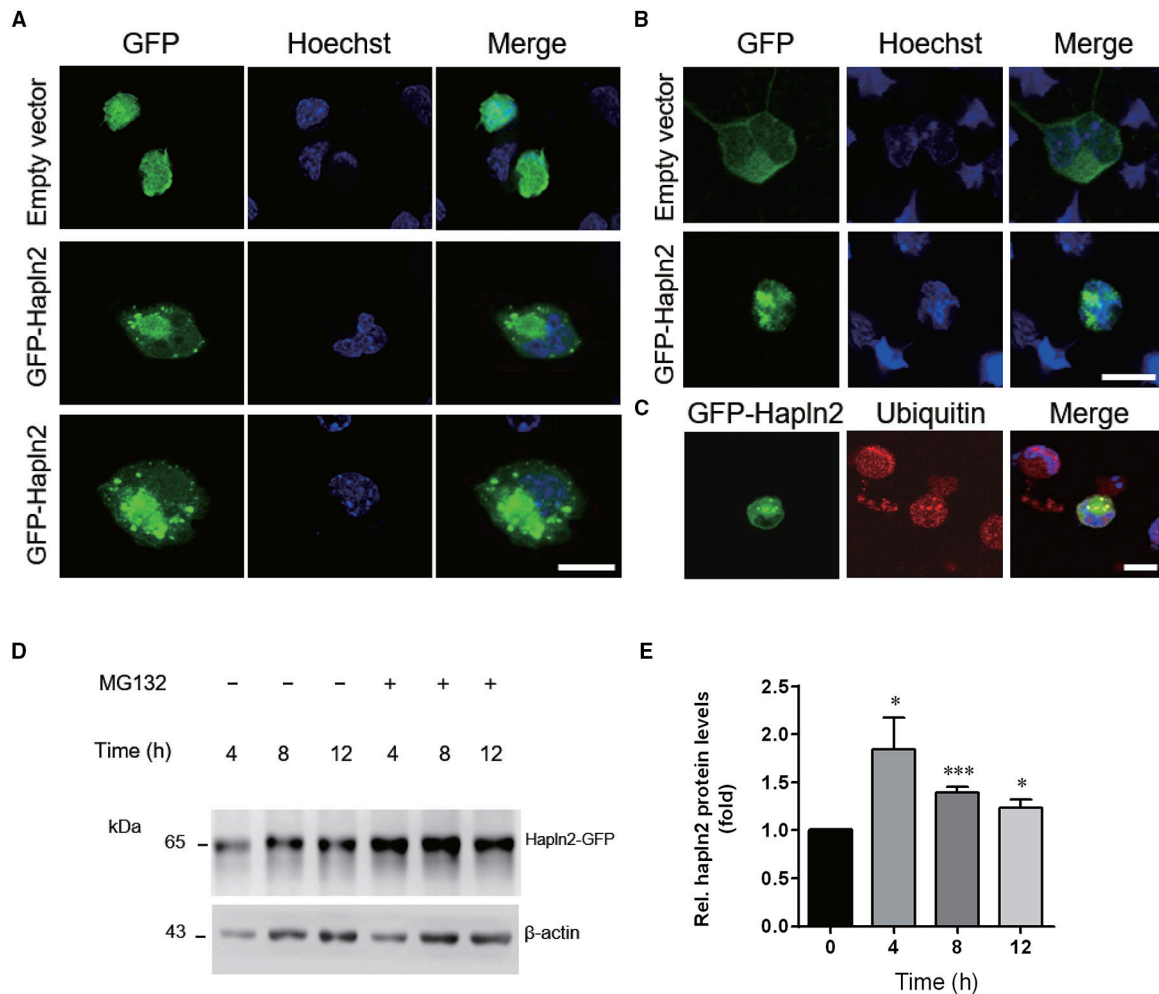 A
GFP Hoechst Merge
Empty vector
GFP-Hapln2
GFP-Hapln2
B
GFP Hoechst Merge
Empty vector
GFP-Hapln2
C
GFP-Hapln2 Ubiquitin Merge
D
MG132 – – – + + +
Time (h) 4 8 12 4 8 12
kDa
65 Hapln2-GFP
43 β-actin
E
Rel. hapln2 protein levels
(fold)
2.5
2.0
1.5
1.0
0.5
0.0
* *** *
0 4 8 12
Time (h)